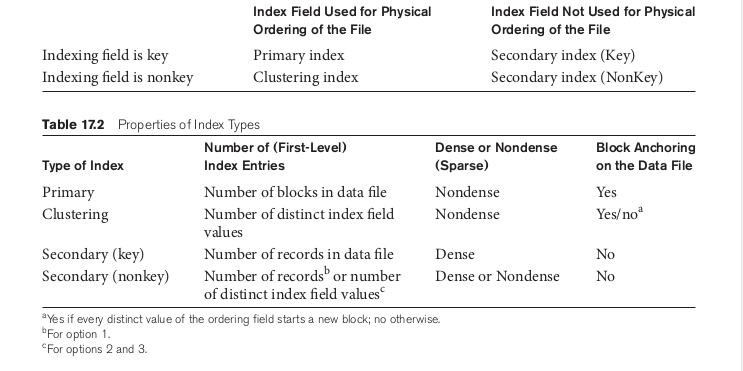 Index Field Used for Physical Ordering of the File	Index Field Not Used for Physical Ordering of the File
Indexing field is key	Primary index	Secondary index (Key)
Indexing field is nonkey	Clustering index	Secondary index (NonKey)
Table 17.2 Properties of Index Types
Type of Index	Number of (First-Level) Index Entries	Dense or Nondense (Sparse)	Block Anchoring on the Data File
Primary	Number of blocks in data file	Nondense	Yes
Clustering	Number of distinct index field values	Nondense	Yes/noᵃ
Secondary (key)	Number of records in data file	Dense	No
Secondary (nonkey)	Number of recordsᵇ or number of distinct index field valuesᶜ	Dense or Nondense	No
ᵃYes if every distinct value of the ordering field starts a new block; no otherwise.
ᵇFor option 1.
ᶜFor options 2 and 3.